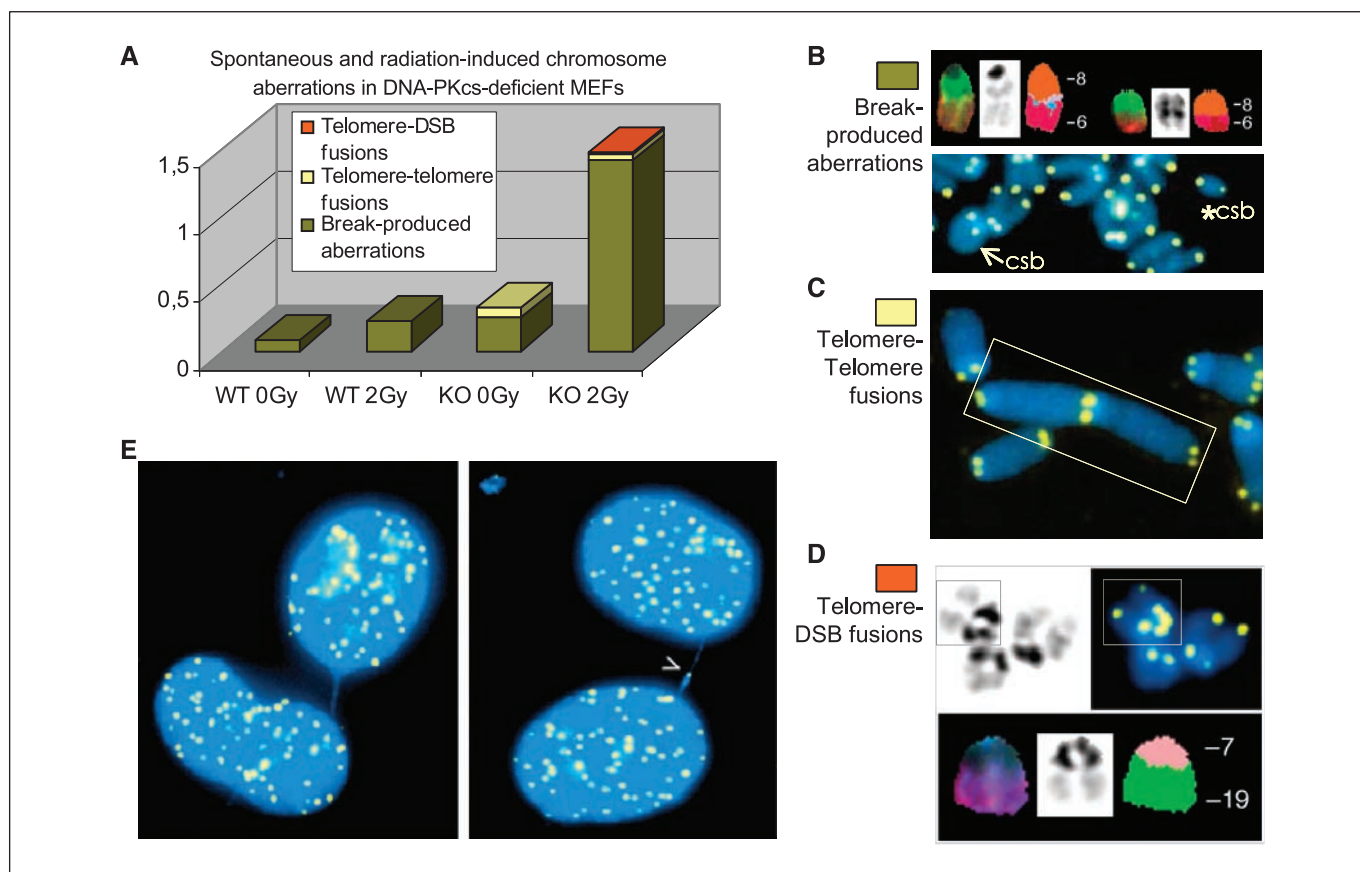 A
Spontaneous and radiation-induced chromosome
aberrations in DNA-PKcs-deficient MEFs
Telomere-DSB
fusions
Telomere-telomere
fusions
Break-produced
aberrations
1,5
1
0,5
0
WT 0Gy
WT 2Gy
KO 0Gy
KO 2Gy
B
Break-
produced
aberrations
–8
–6
–8
–6
*csb
csb
C
Telomere-
Telomere
fusions
D
Telomere-
DSB fusions
–7
–19
E